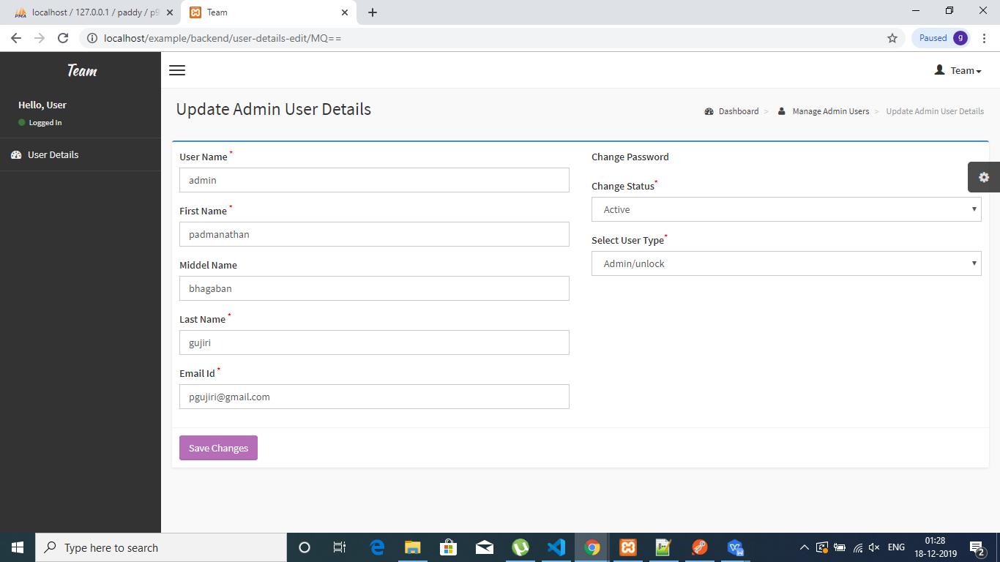 localhost / 127.0.0.1 / paddy / p9
Team
localhost/example/backend/user-details-edit/MQ==
Paused g
Team
Team
Hello, User
Logged In
User Details
Update Admin User Details
Dashboard > Manage Admin Users > Update Admin User Details
User Name *
admin
First Name *
padmanathan
Middel Name
bhagaban
Last Name *
gujiri
Email Id *
pgujiri@gmail.com
Change Password
Change Status*
Active
Select User Type*
Admin/unlock
Save Changes
Type here to search
ENG
01:28
18-12-2019
2